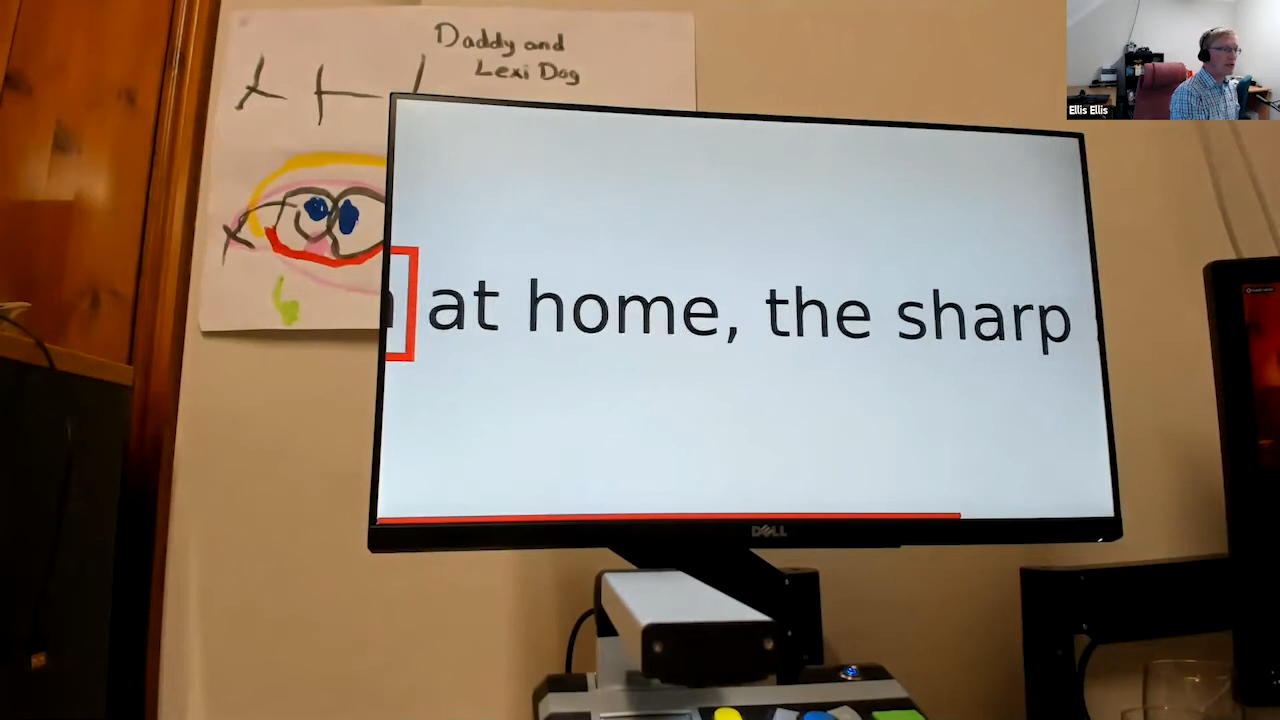 Daddy and
Lexi Dog
Ellis Ellis
at home, the sharp
DELL